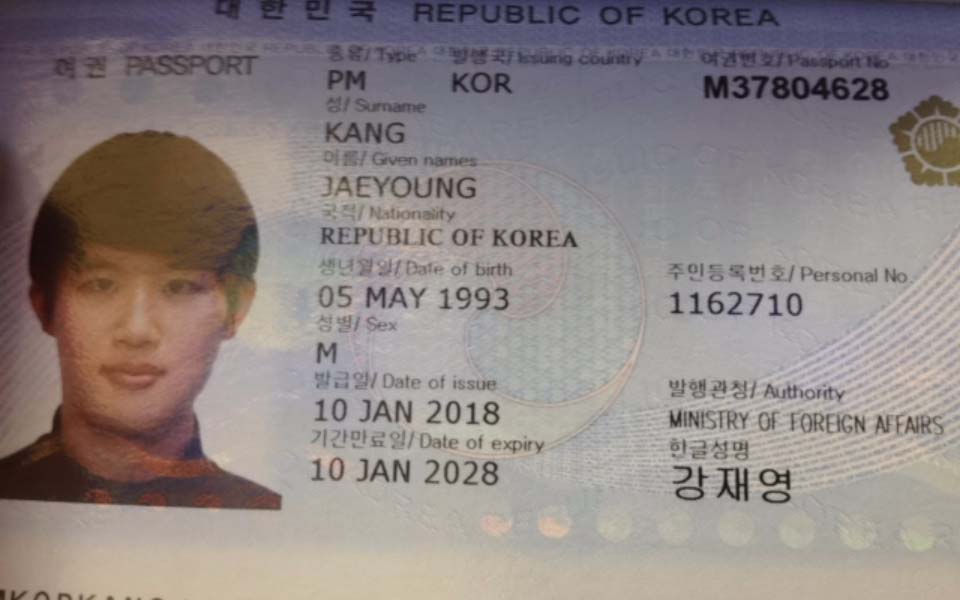 대한민국 REPUBLIC OF KOREA
여권 PASSPORT
종류/Type 발행국/Issuing country 여권번호/Passport No
PM KOR M37804628
성/Surname
KANG
이름/Given names
JAEYOUNG
국적/Nationality
REPUBLIC OF KOREA
생년월일/Date of birth 주민등록번호/Personal No.
05 MAY 1993 1162710
성별/Sex
M
발급일/Date of issue 발행관청/Authority
10 JAN 2018 MINISTRY OF FOREIGN AFFAIRS
기간만료일/Date of expiry 한글성명
10 JAN 2028 강재영